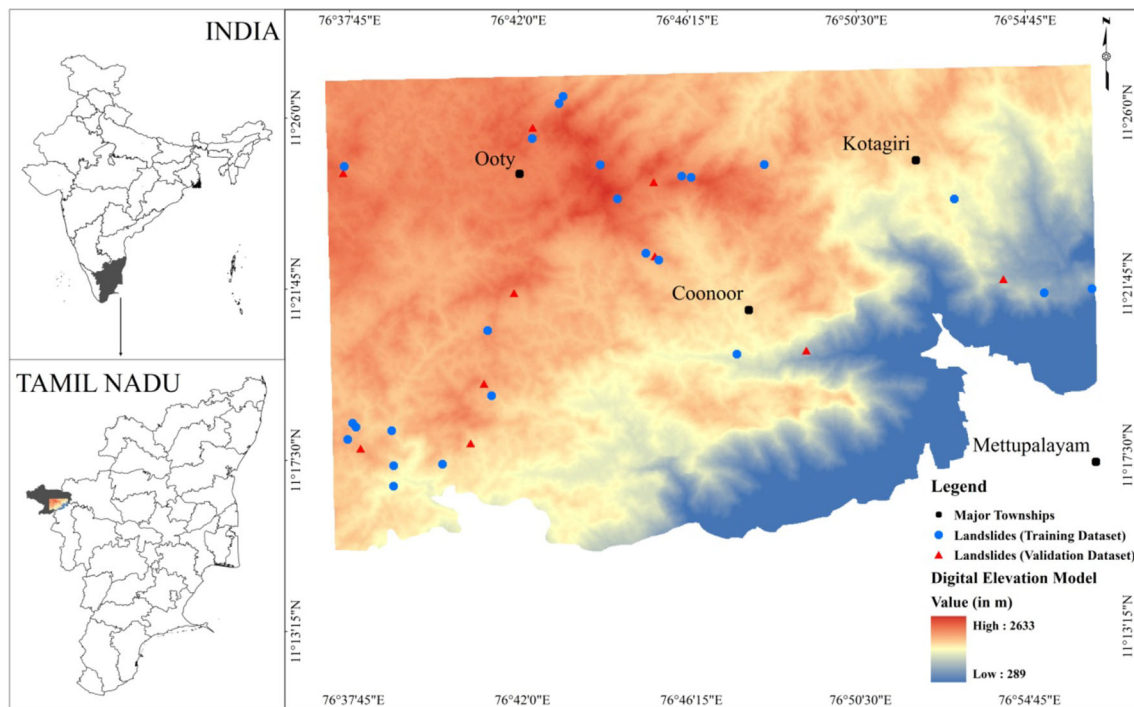 INDIA
TAMIL NADU
76°37'45"E 76°42'0"E 76°46'15"E 76°50'30"E 76°54'45"E
N
11°26'0"N 11°26'0"N
Kotagiri
Ooty
11°21'45"N 11°21'45"N
Coonoor
11°17'30"N 11°17'30"N
Mettupalayam
Legend
Major Townships
Landslides (Training Dataset)
Landslides (Validation Dataset)
Digital Elevation Model
Value (in m)
High : 2633
Low : 289
11°13'15"N 11°13'15"N
76°37'45"E 76°42'0"E 76°46'15"E 76°50'30"E 76°54'45"E